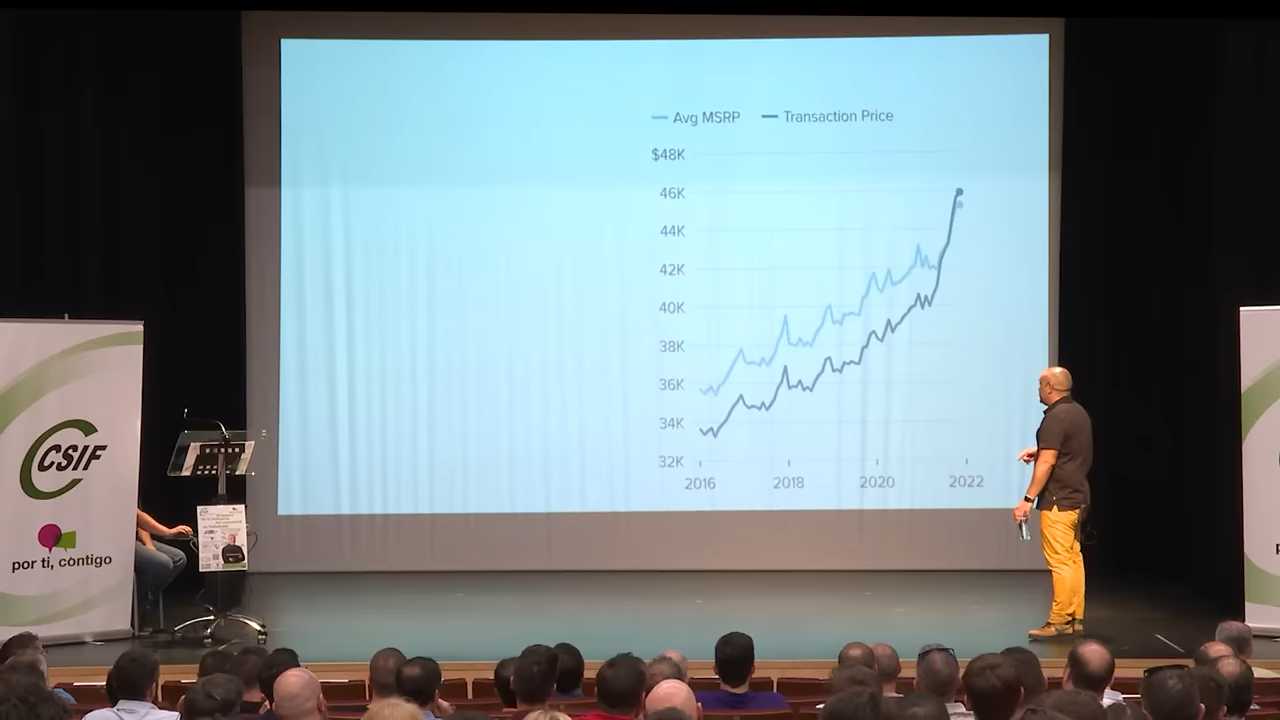 Avg MSRP Transaction Price
$48K
46K
44K
42K
40K
38K
36K
34K
32K
2016 2018 2020 2022
CSIF
por ti, contigo